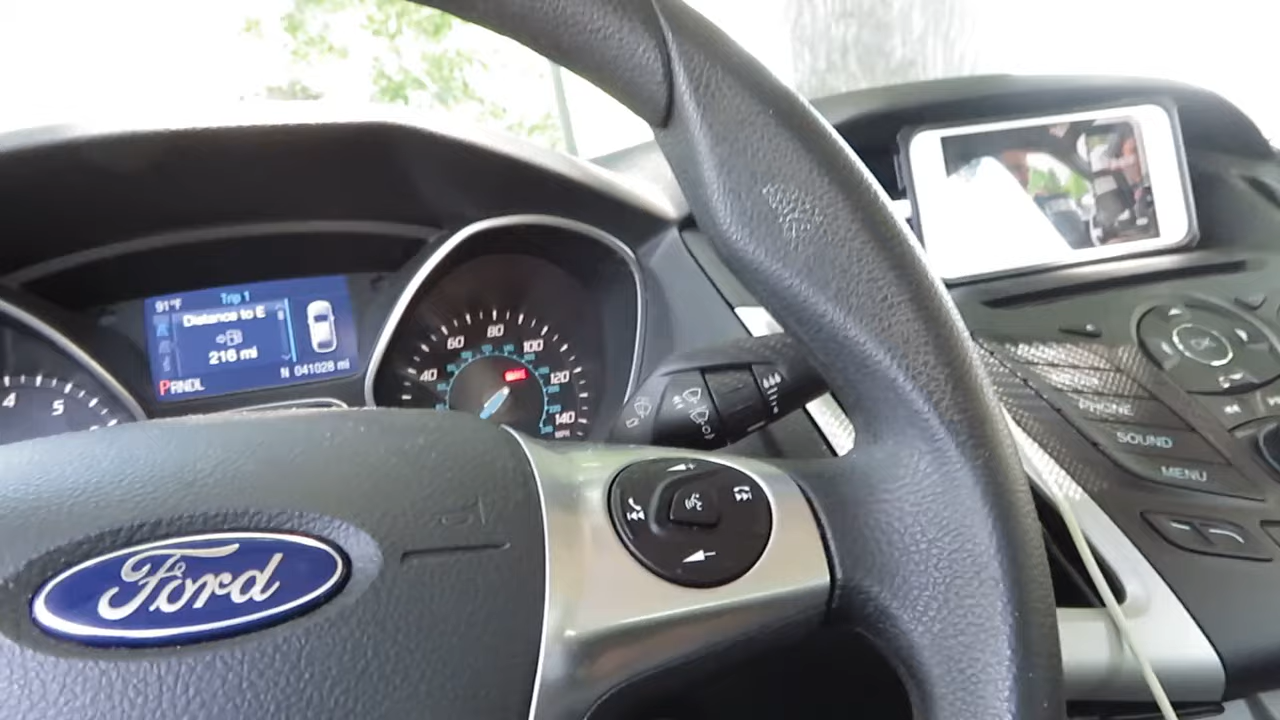 91°F
Trip 1
Distance to E
216 mi
PRNDL
N 041028 mi
4
5
40
60
80
100
120
140
MPH
Ford
OK
PHONE
SOUND
MENU